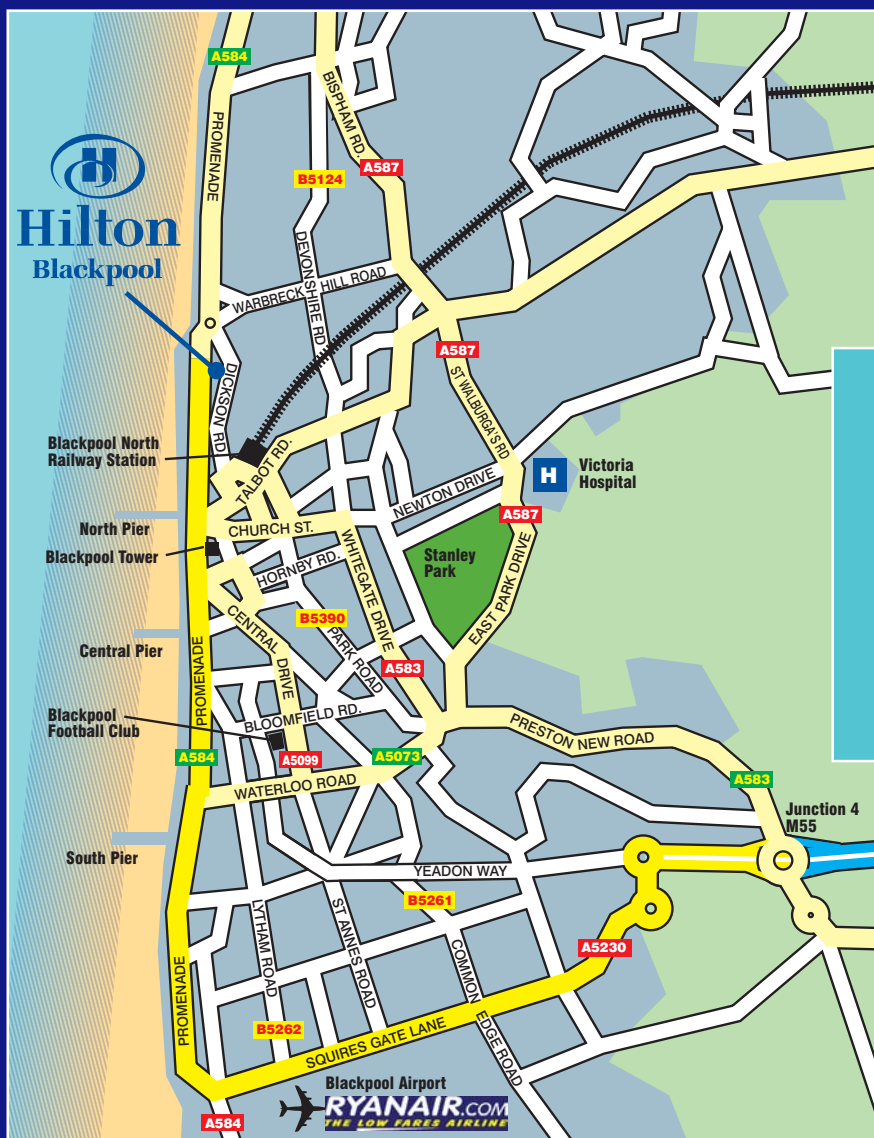 A584
PROMENADE
BISPHAM RD.
A587
B5124
H
Hilton
Blackpool
DEVONSHIRE RD
WARBRECK HILL ROAD
A587
DICKSON RD
ST WALBURGA'S RD
Blackpool North
Railway Station
TALBOT RD.
H
Victoria
Hospital
NEWTON DRIVE
A587
North Pier
CHURCH ST.
Blackpool Tower
WHITEGATE DRIVE
Stanley
Park
HORNBY RD.
EAST PARK DRIVE
B5390
CENTRAL DRIVE
PARK ROAD
Central Pier
A583
PROMENADE
Blackpool
Football Club
BLOOMFIELD RD.
PRESTON NEW ROAD
A584
A5099
A5073
WATERLOO ROAD
A583
Junction 4
M55
South Pier
YEADON WAY
B5261
LYTHAM ROAD
ST ANNES ROAD
COMMON EDGE ROAD
A5230
PROMENADE
B5262
SQUIRES GATE LANE
Blackpool Airport
RYANAIR.COM
THE LOW FARES AIRLINE
A584